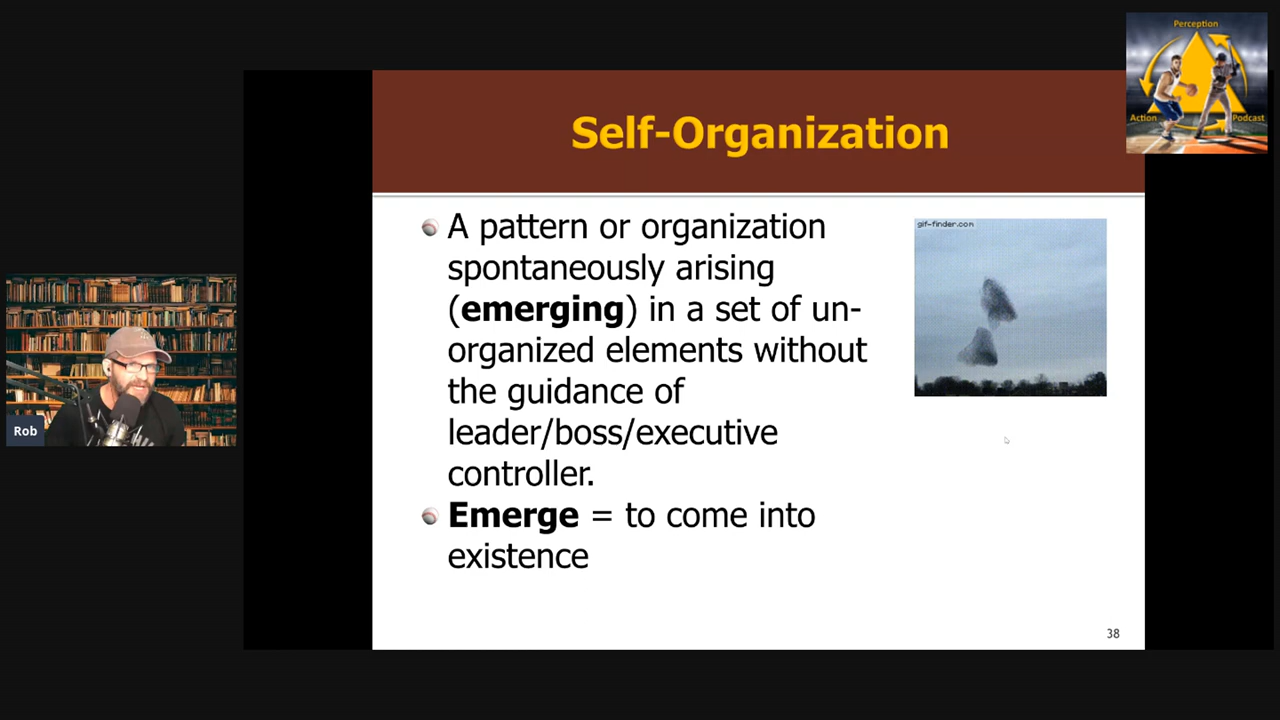 Perception
Action
Podcast
Self-Organization
A pattern or organization
spontaneously arising
(emerging) in a set of un-
organized elements without
the guidance of
leader/boss/executive
controller.
Emerge = to come into
existence
gif-finder.com
Rob
38